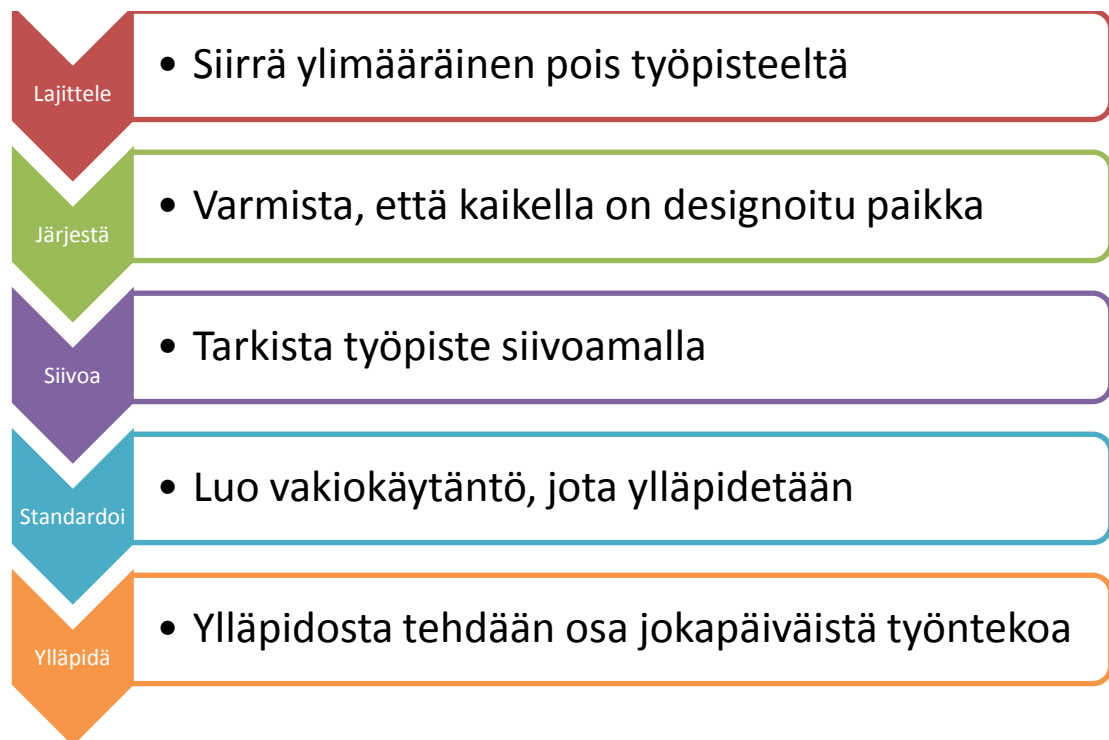 Lajittele
• Siirrä ylimääräinen pois työpisteeltä
Järjestä
• Varmista, että kaikella on designoitu paikka
Siivoa
• Tarkista työpiste siivoamalla
Standardoi
• Luo vakiokäytäntö, jota ylläpidetään
Ylläpidä
• Ylläpidosta tehdään osa jokapäiväistä työntekoa